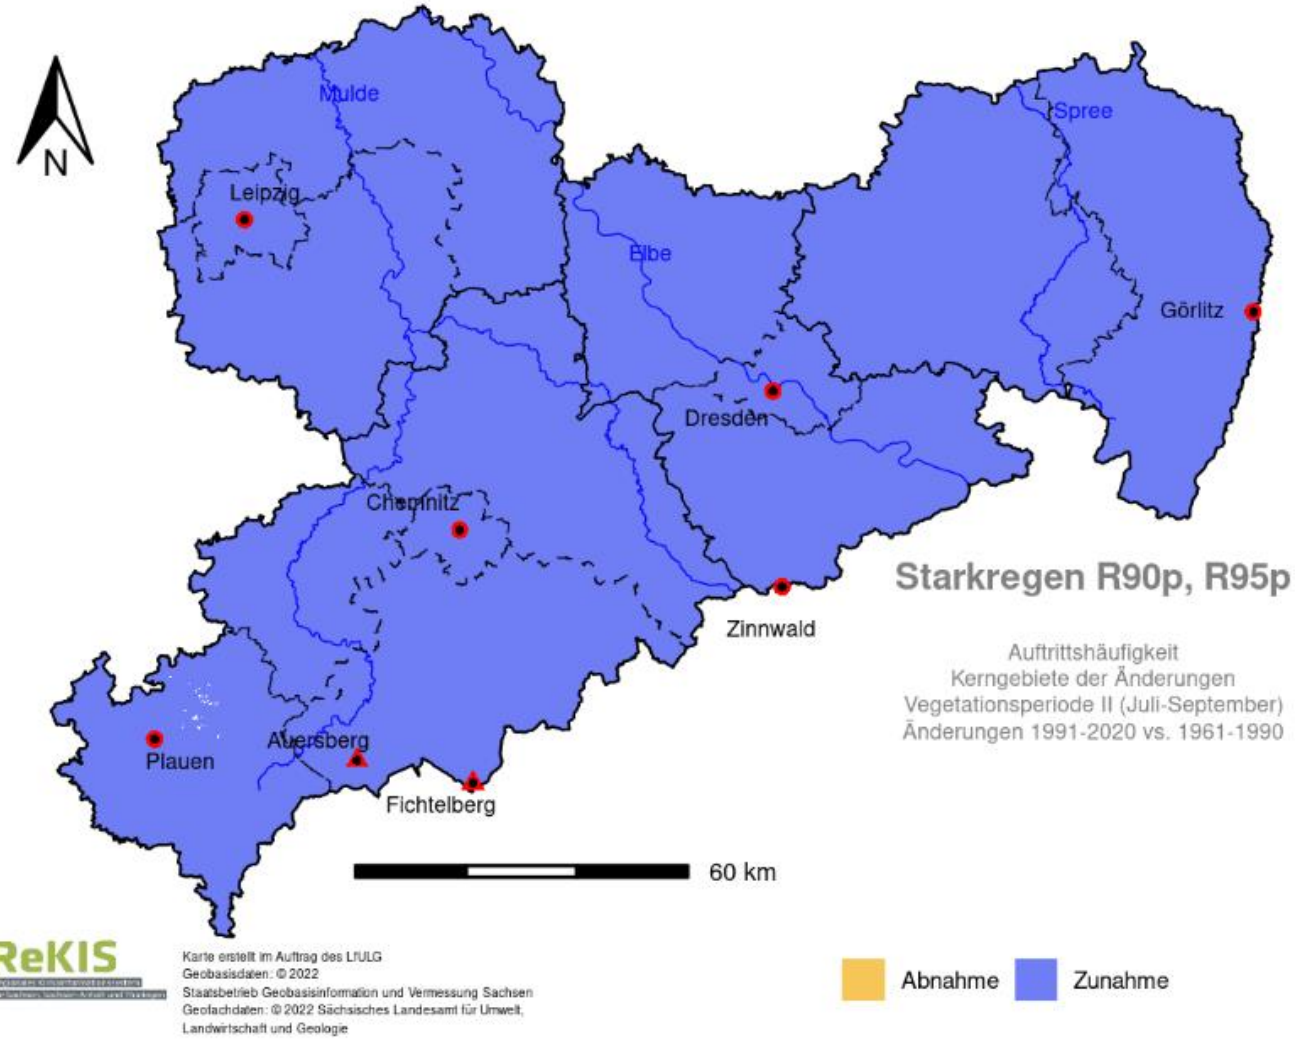 Mulde
Spree
Leipzig
Elbe
Görlitz
Dresden
Chemnitz
Starkregen R90p, R95p
Zinnwald
Auftrittshäufigkeit
Kerngebiete der Änderungen
Vegetationsperiode II (Juli-September)
Änderungen 1991-2020 vs. 1961-1990
Auersberg
Plauen
Fichtelberg
60 km
N
ReKIS
Karte erstellt im Auftrag des LfULG
Geobasisdaten: © 2022
Staatsbetrieb Geobasisinformation und Vermessung Sachsen
Geofachdaten: © 2022 Sächsisches Landesamt für Umwelt,
Landwirtschaft und Geologie
Abnahme
Zunahme